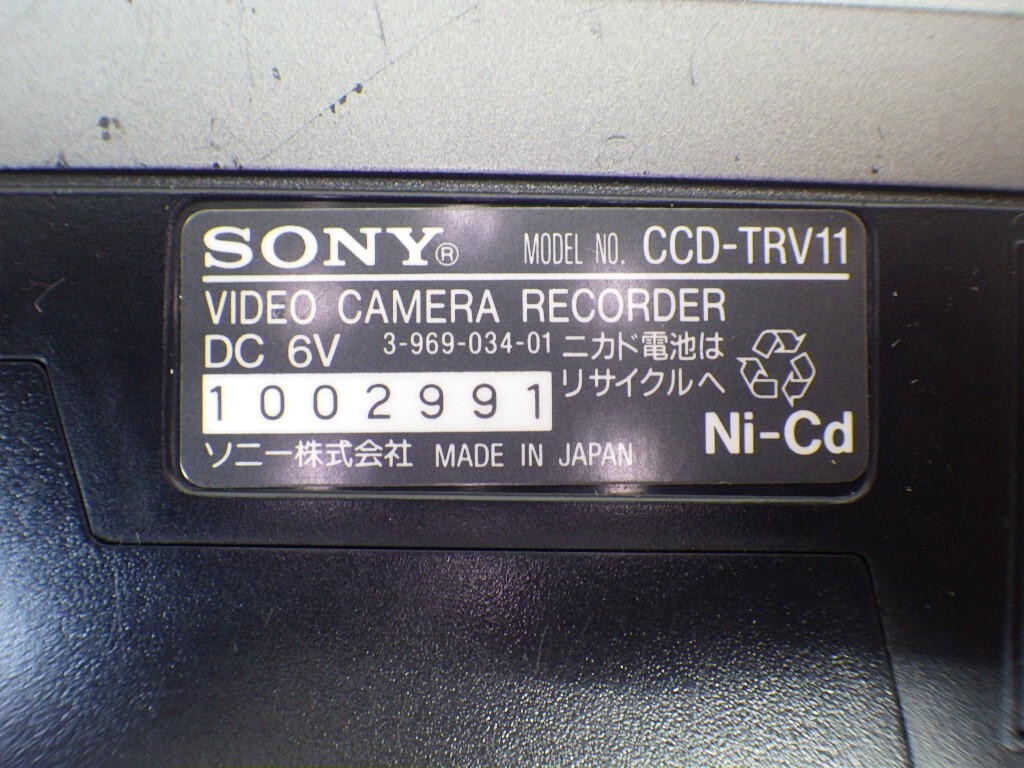 SONY® MODEL NO. CCD-TRV11
VIDEO CAMERA RECORDER
DC 6V 3-969-034-01 ニカド電池は
リサイクルへ
1002991
Ni-Cd
ソニー株式会社 MADE IN JAPAN